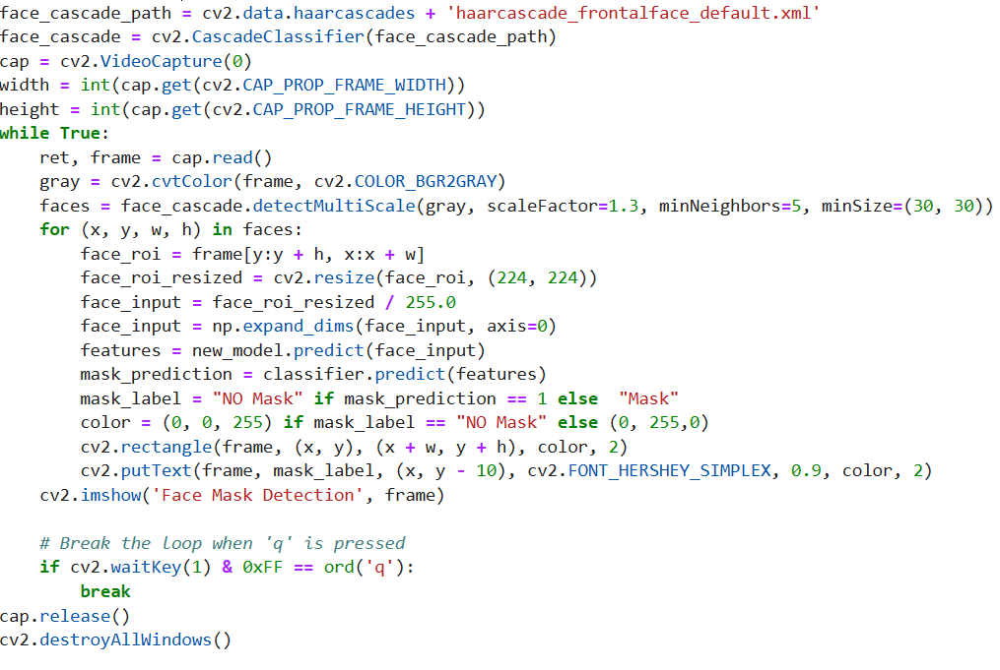 face_cascade_path = cv2.data.haarcascades + 'haarcascade_frontalface_default.xml'
face_cascade = cv2.CascadeClassifier(face_cascade_path)
cap = cv2.VideoCapture(0)
width = int(cap.get(cv2.CAP_PROP_FRAME_WIDTH))
height = int(cap.get(cv2.CAP_PROP_FRAME_HEIGHT))
while True:
    ret, frame = cap.read()
    gray = cv2.cvtColor(frame, cv2.COLOR_BGR2GRAY)
    faces = face_cascade.detectMultiScale(gray, scaleFactor=1.3, minNeighbors=5, minSize=(30, 30))
    for (x, y, w, h) in faces:
        face_roi = frame[y:y + h, x:x + w]
        face_roi_resized = cv2.resize(face_roi, (224, 224))
        face_input = face_roi_resized / 255.0
        face_input = np.expand_dims(face_input, axis=0)
        features = new_model.predict(face_input)
        mask_prediction = classifier.predict(features)
        mask_label = "NO Mask" if mask_prediction == 1 else  "Mask"
        color = (0, 0, 255) if mask_label == "NO Mask" else (0, 255,0)
        cv2.rectangle(frame, (x, y), (x + w, y + h), color, 2)
        cv2.putText(frame, mask_label, (x, y - 10), cv2.FONT_HERSHEY_SIMPLEX, 0.9, color, 2)
    cv2.imshow('Face Mask Detection', frame)

    # Break the loop when 'q' is pressed
    if cv2.waitKey(1) & 0xFF == ord('q'):
        break
cap.release()
cv2.destroyAllWindows()